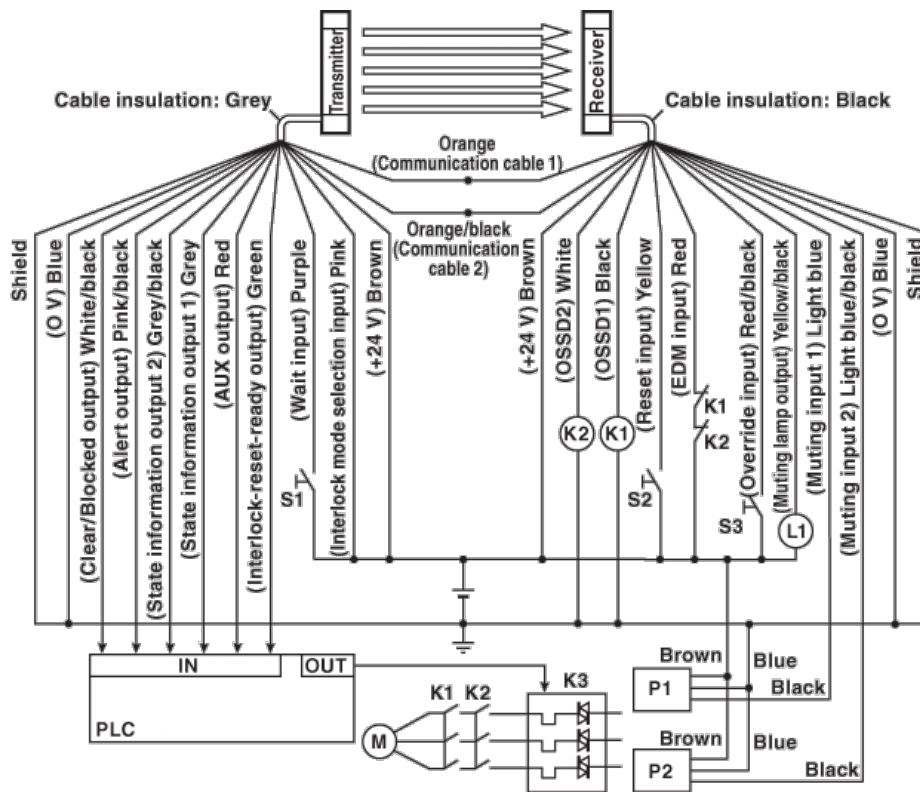 Transmitter
Receiver
Cable insulation: Grey
Cable insulation: Black
Orange
(Communication cable 1)
Orange/black
(Communication
cable 2)
Shield
(O V) Blue
(Clear/Blocked output) White/black
(Alert output) Pink/black
(State information output 2) Grey/black
(State information output 1) Grey
(AUX output) Red
(Interlock-reset-ready output) Green
(Wait input) Purple
(Interlock mode selection input) Pink
(+24 V) Brown
(+24 V) Brown
(OSSD2) White
(OSSD1) Black
(Reset input) Yellow
(EDM input) Red
(Override input) Red/black
(Muting lamp output) Yellow/black
(Muting input 1) Light blue
(Muting input 2) Light blue/black
(O V) Blue
Shield
S1
K2
K1
S2
K1
K2
S3
L1
IN
OUT
PLC
M
K1
K2
K3
Brown
Blue
P1
Black
Brown
Blue
P2
Black